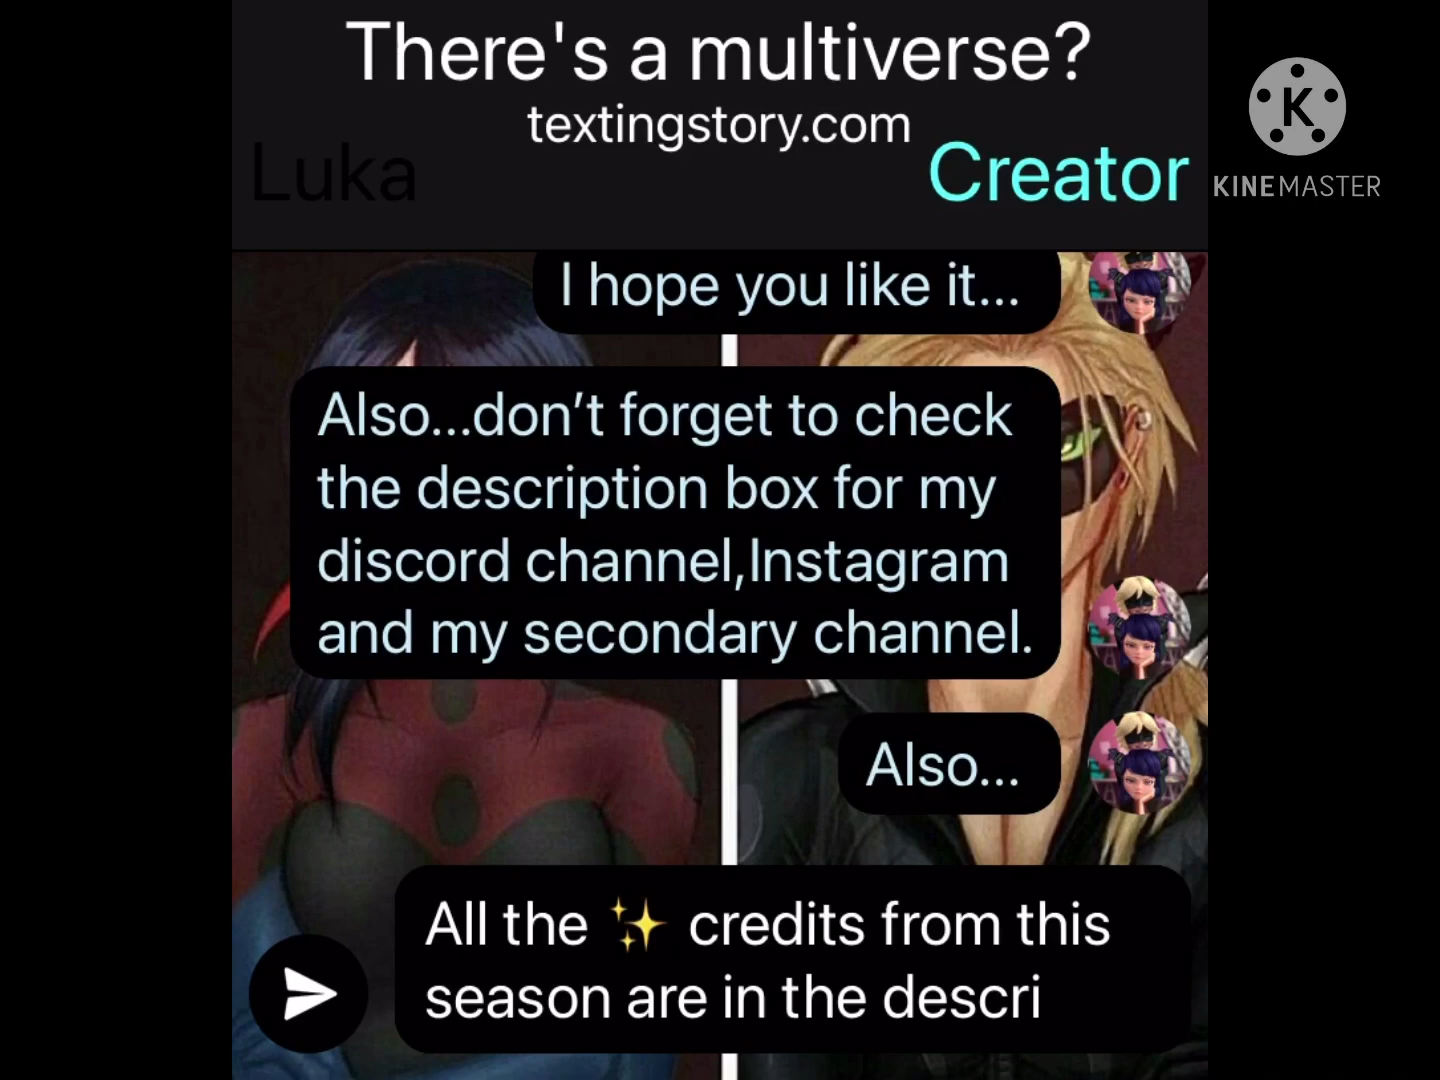 There's a multiverse?
textingstory.com
Luka
Creator
K
KINEMASTER
I hope you like it...
Also...don’t forget to check
the description box for my
discord channel,Instagram
and my secondary channel.
Also...
All the ✨ credits from this
season are in the descri